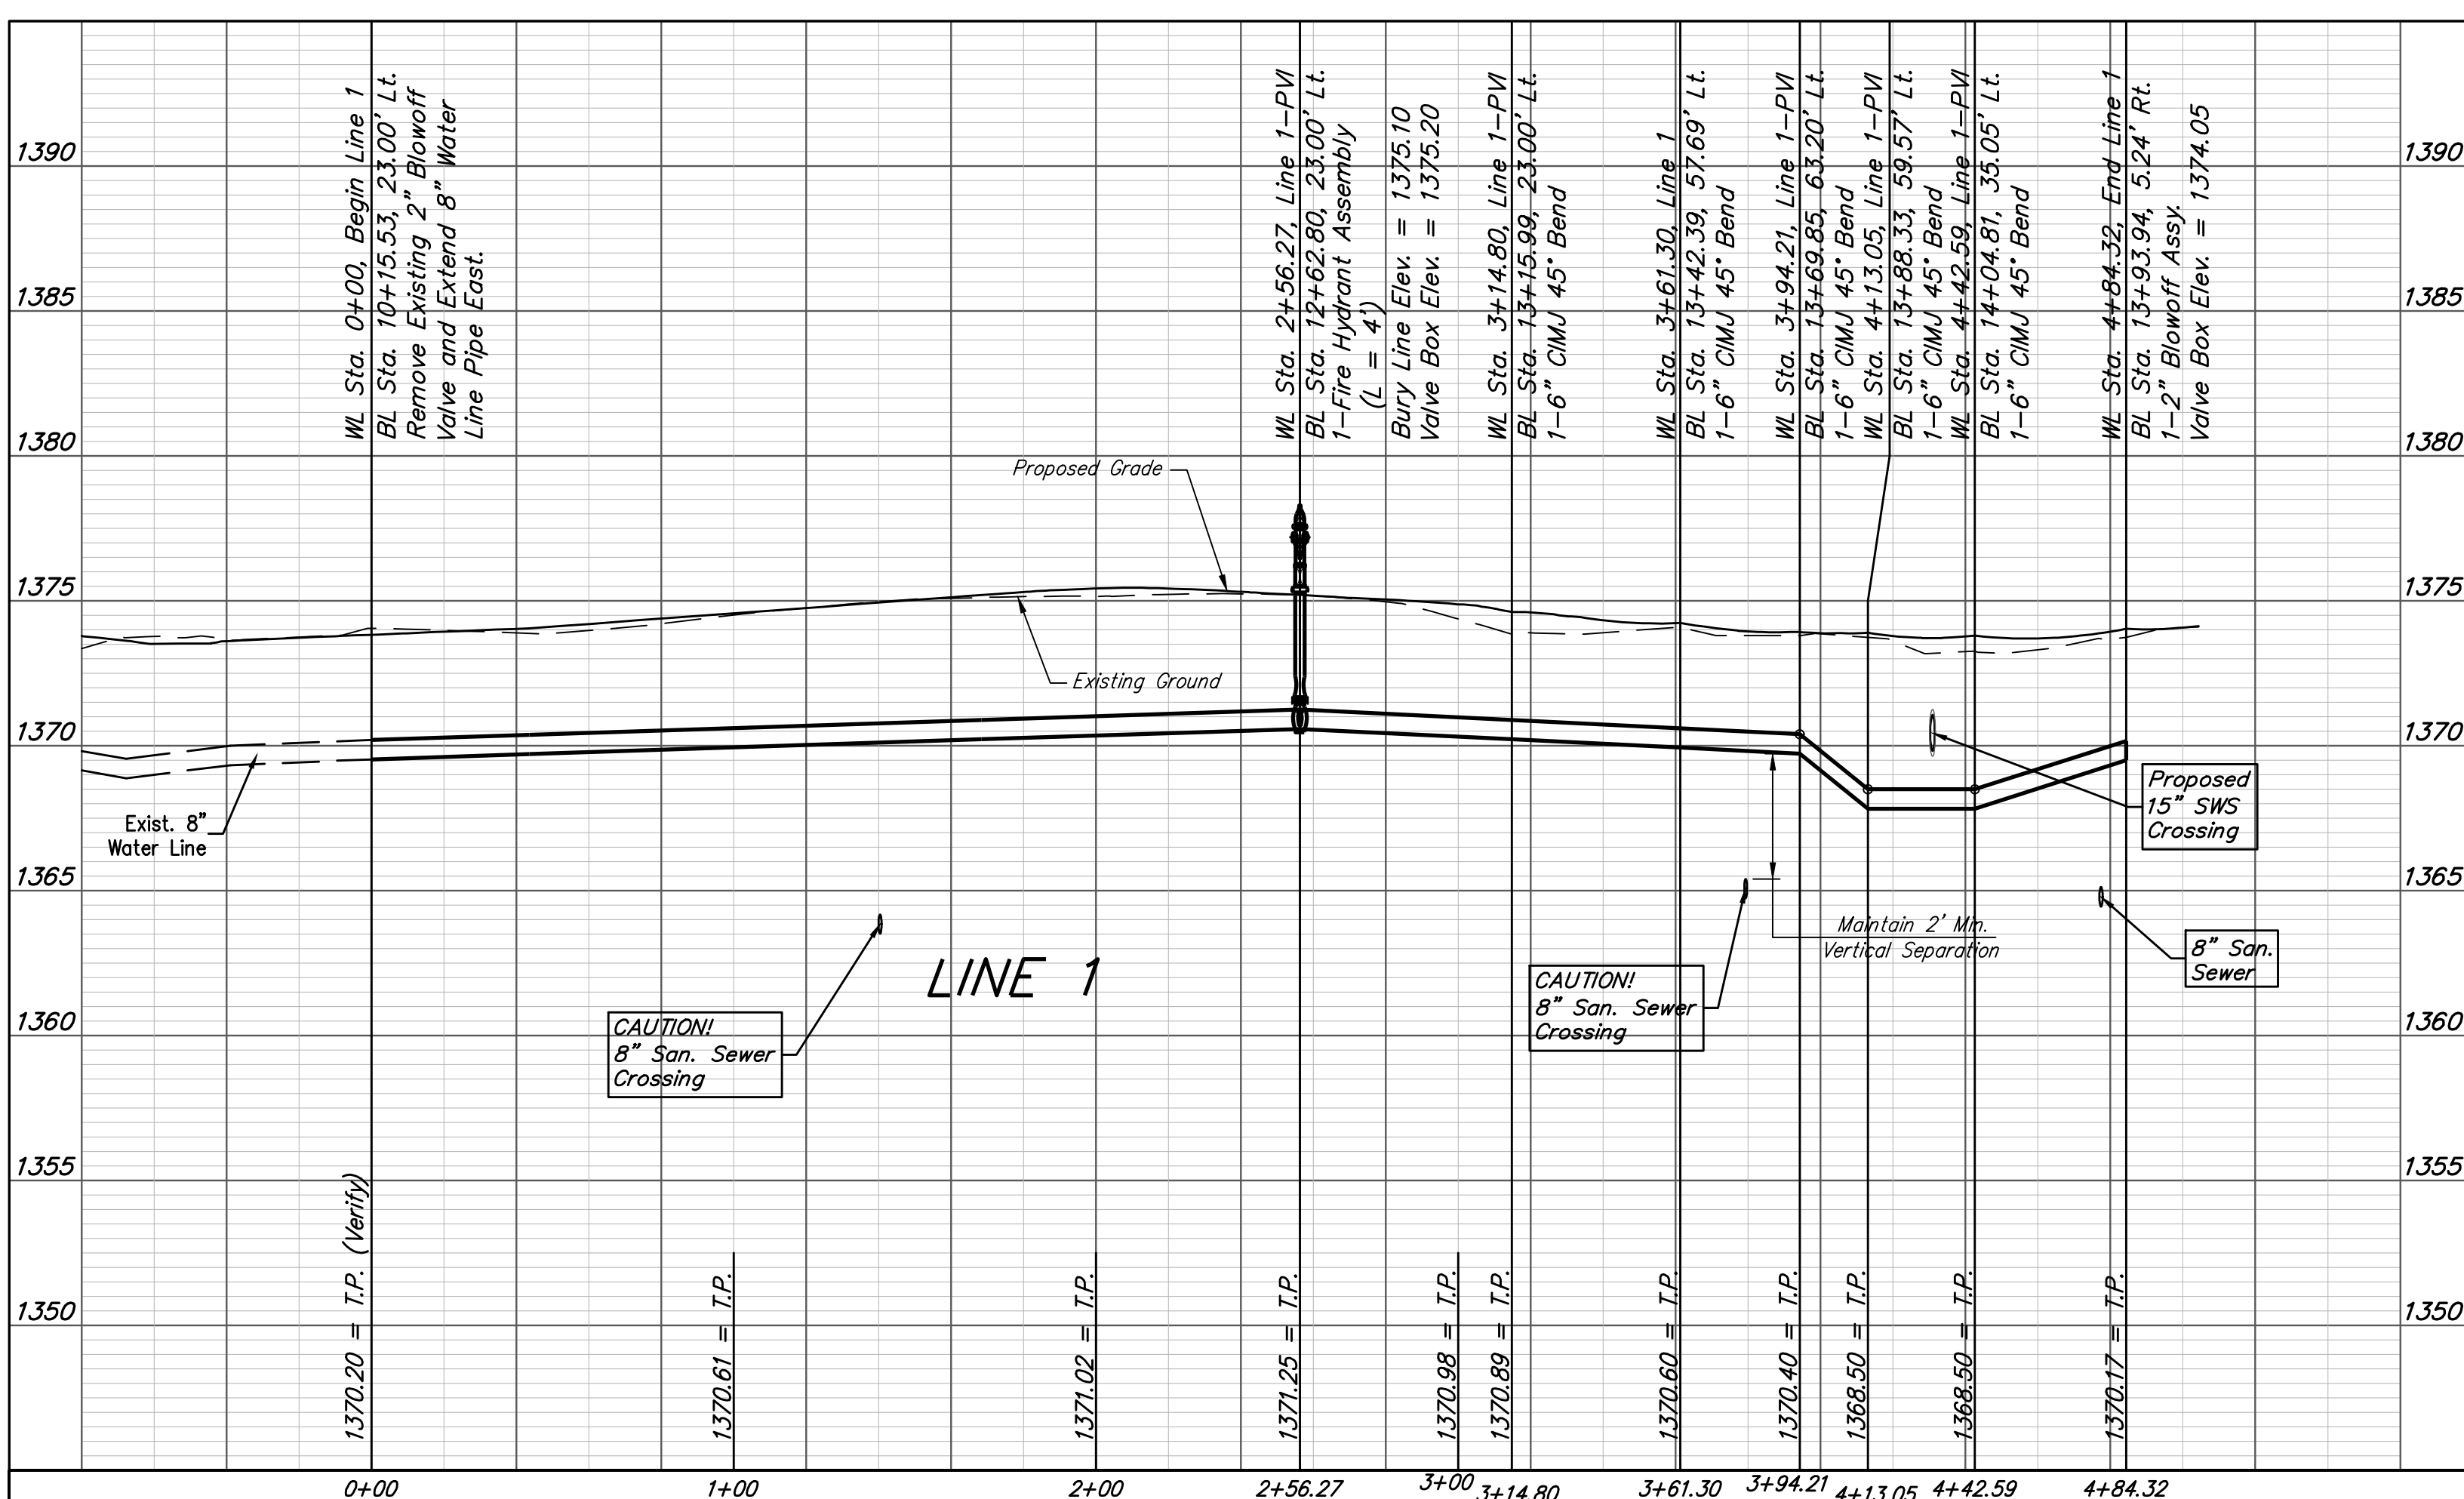 WL Sta. 0+00, Begin Line 1
BL Sta. 10+15.53, 23.00' Lt.
Remove Existing 2" Blowoff
Valve and Extend 8" Water
Line Pipe East.
WL Sta. 2+56.27, Line 1-PVI
BL Sta. 12+62.80, 23.00' Lt.
1-Fire Hydrant Assembly
(L = 4')
Bury Line Elev. = 1375.10
Valve Box Elev. = 1375.20
WL Sta. 3+14.80, Line 1-PVI
BL Sta. 13+15.99, 23.00' Lt.
1-6" CIMJ 45° Bend
WL Sta. 3+61.30, Line 1
BL Sta. 13+42.39, 57.69' Lt.
1-6" CIMJ 45° Bend
WL Sta. 3+94.21, Line 1-PVI
BL Sta. 13+69.85, 63.20' Lt.
1-6" CIMJ 45° Bend
WL Sta. 4+13.05, Line 1-PVI
BL Sta. 13+88.33, 59.57' Lt.
1-6" CIMJ 45° Bend
WL Sta. 4+42.59, Line 1-PVI
BL Sta. 14+04.81, 35.05' Lt.
1-6" CIMJ 45° Bend
WL Sta. 4+84.32, End Line 1
BL Sta. 13+93.94, 5.24' Rt.
1-2" Blowoff Assy.
Valve Box Elev. = 1374.05
1390
1390
1385
1385
1380
1380
Proposed Grade
1375
1375
Existing Ground
1370
1370
Exist. 8"
Water Line
Proposed
15" SWS
Crossing
1365
1365
Maintain 2' Min.
Vertical Separation
8" San.
Sewer
LINE 1
CAUTION!
8" San. Sewer
Crossing
CAUTION!
8" San. Sewer
Crossing
1360
1360
1355
1355
1350
1350
1370.20 = T.P. (Verify)
1370.61 = T.P.
1371.02 = T.P.
1371.25 = T.P.
1370.98 = T.P.
1370.89 = T.P.
1370.60 = T.P.
1370.40 = T.P.
1368.50 = T.P.
1368.50 = T.P.
1370.17 = T.P.
0+00
1+00
2+00
2+56.27
3+00
3+14.80
3+61.30
3+94.21
4+13.05
4+42.59
4+84.32